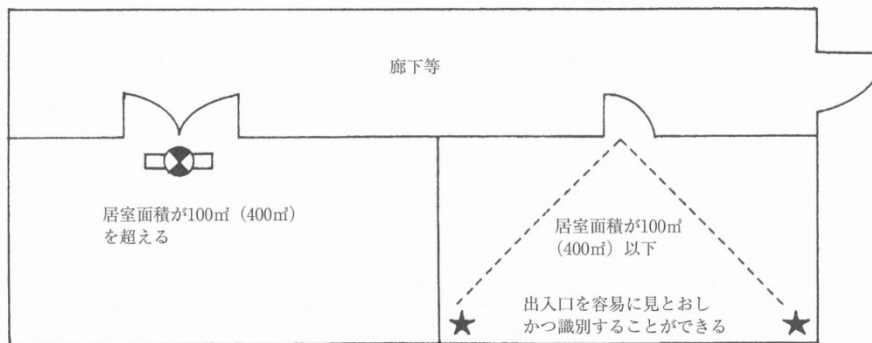 廊下等
居室面積が100㎡（400㎡）
を超える
居室面積が100㎡
（400㎡）以下
出入口を容易に見とおし
かつ識別することができる